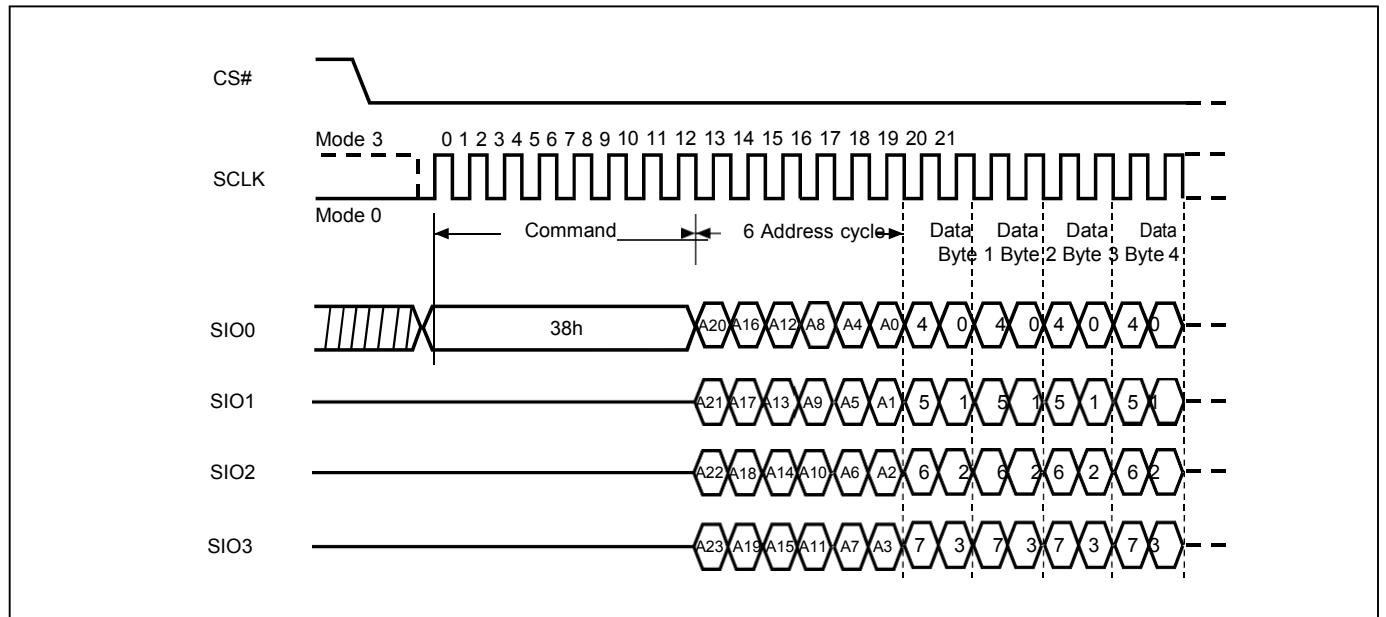 CS#
Mode 3
0 1 2 3 4 5 6 7 8 9 10 11 12 13 14 15 16 17 18 19 20 21
SCLK
Mode 0
Command
6 Address cycle
Data Data Data Data
Byte 1 Byte 2 Byte 3 Byte 4
SIO0 38h A20 A16 A12 A8 A4 A0 4 0 4 0 4 0 4 0
SIO1 A21 A17 A13 A9 A5 A1 5 1 5 1 5 1 5 1
SIO2 A22 A18 A14 A10 A6 A2 6 2 6 2 6 2 6 2
SIO3 A23 A19 A15 A11 A7 A3 7 3 7 3 7 3 7 3